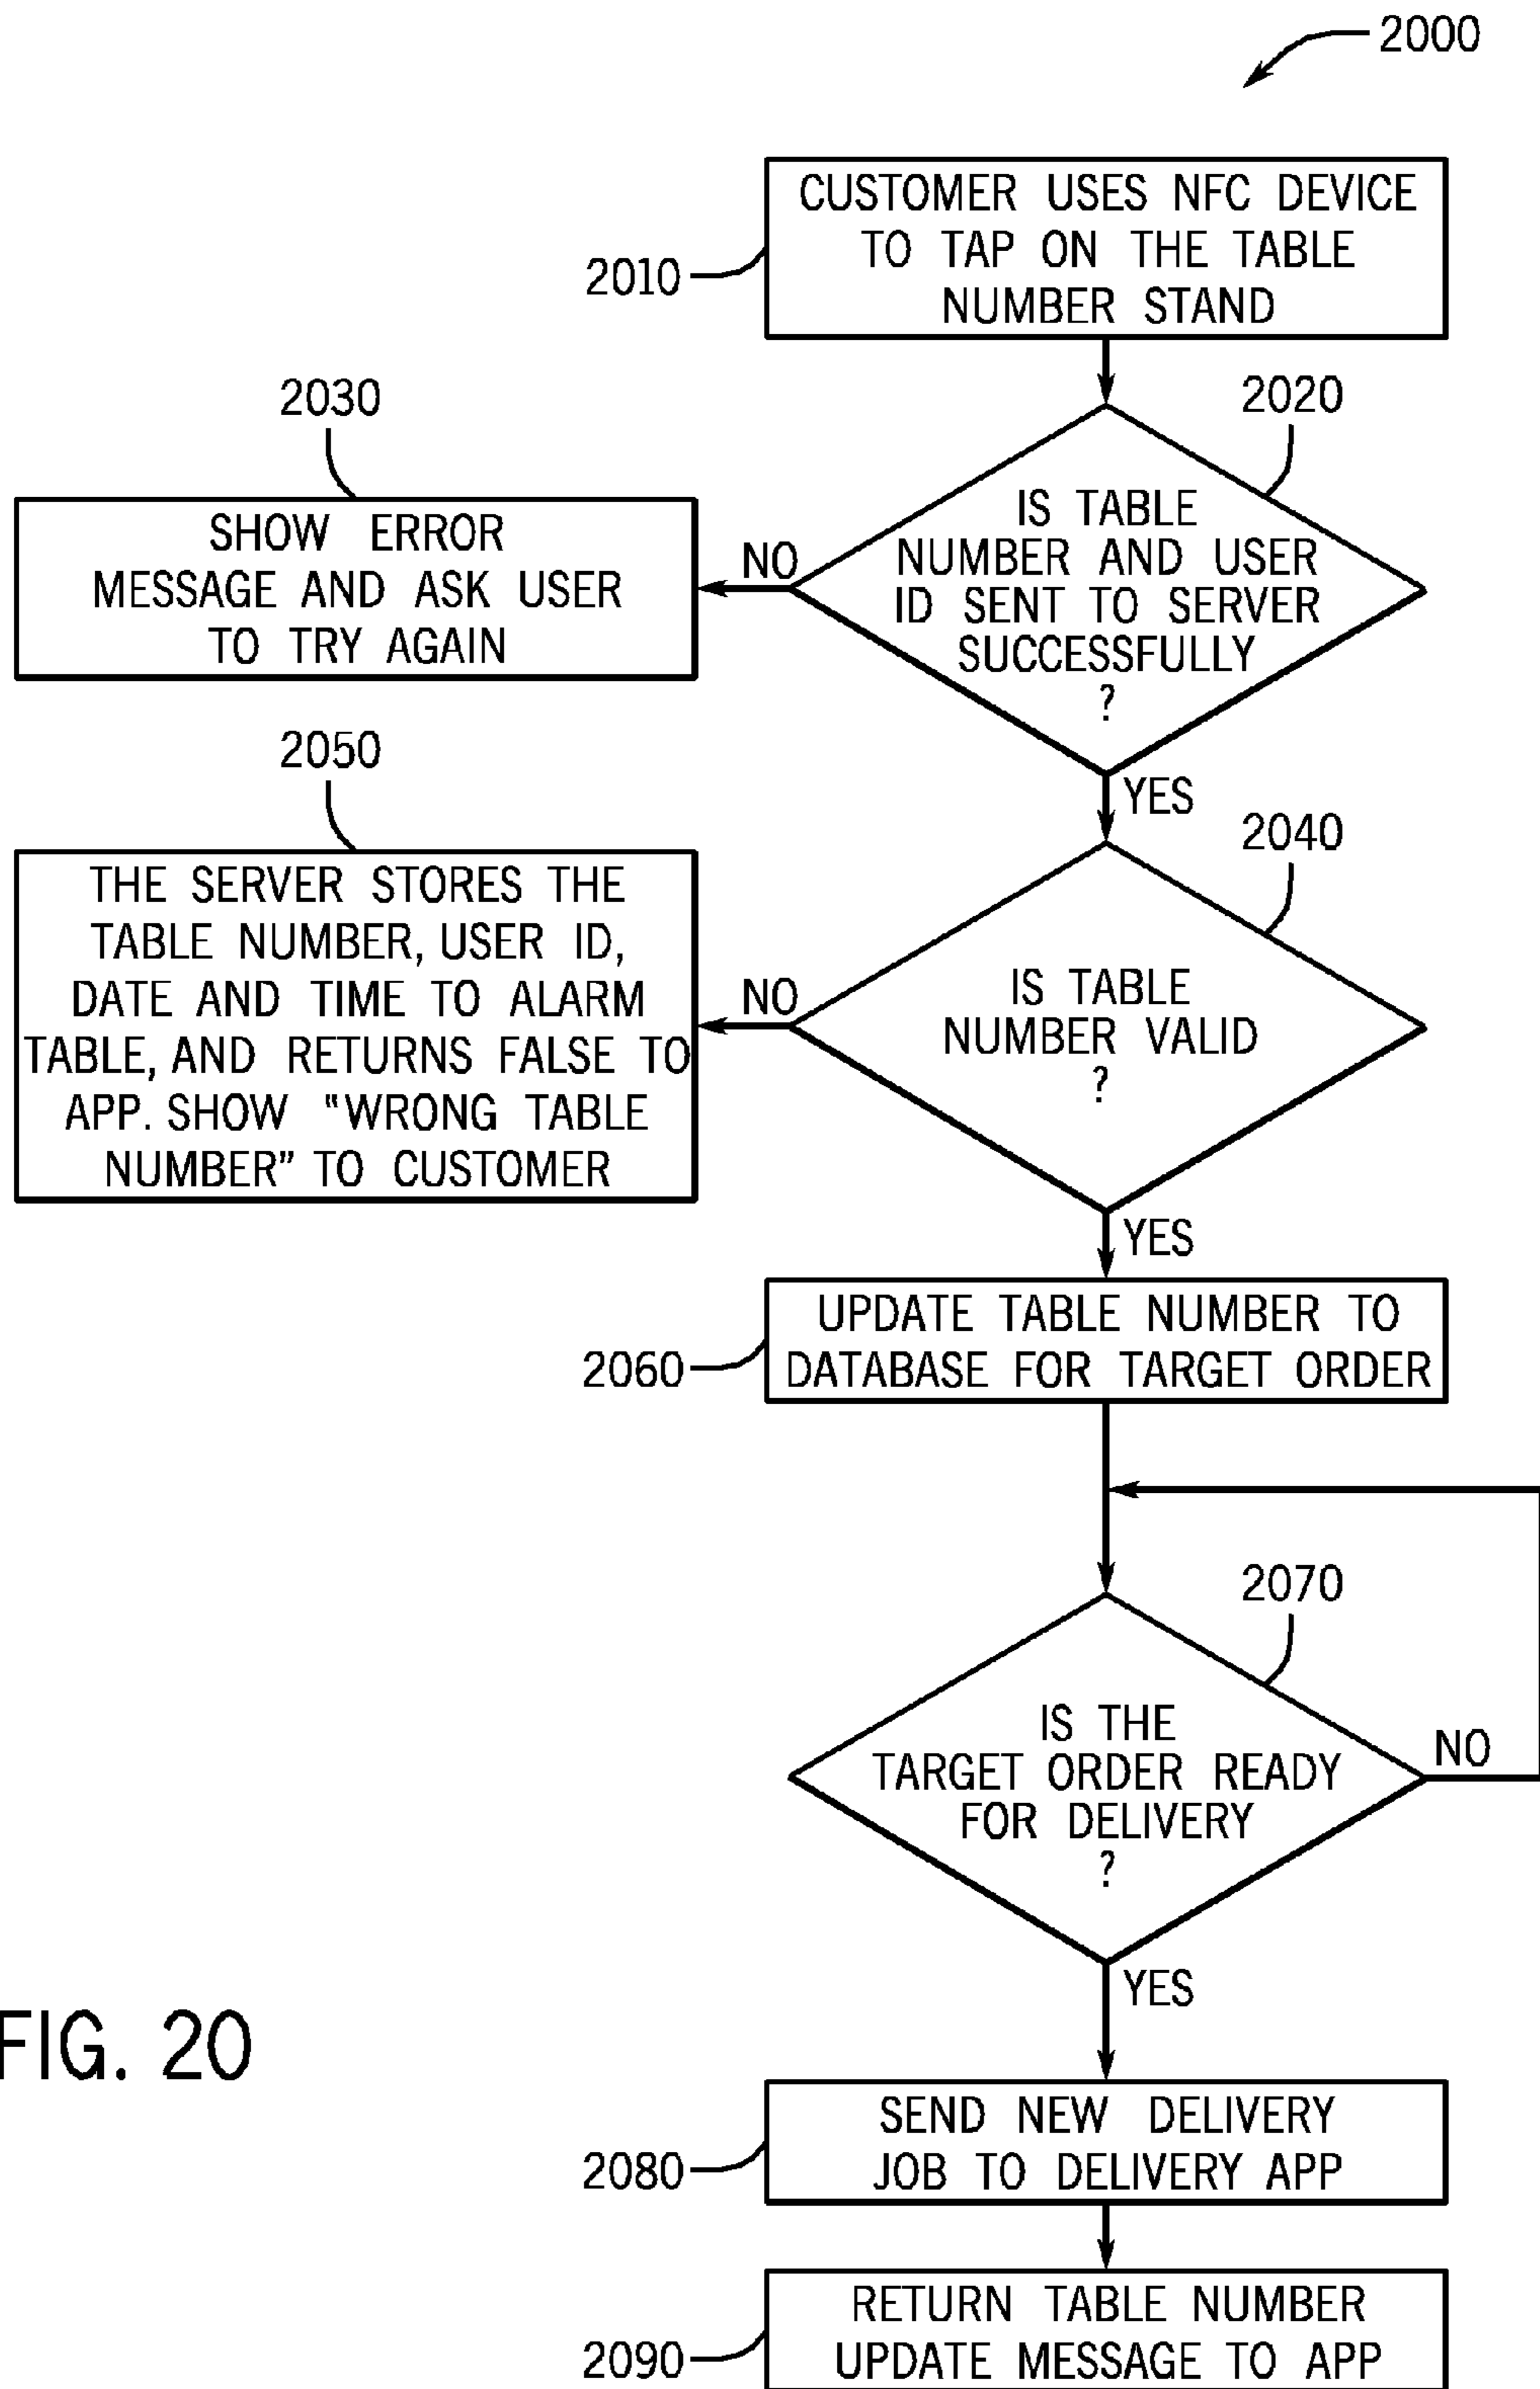 2000
CUSTOMER USES NFC DEVICE
TO TAP ON THE TABLE
NUMBER STAND
2010
2020
IS TABLE
NUMBER AND USER
ID SENT TO SERVER
SUCCESSFULLY
?
NO
2030
SHOW ERROR
MESSAGE AND ASK USER
TO TRY AGAIN
YES
2040
IS TABLE
NUMBER VALID
?
NO
2050
THE SERVER STORES THE
TABLE NUMBER, USER ID,
DATE AND TIME TO ALARM
TABLE, AND RETURNS FALSE TO
APP. SHOW "WRONG TABLE
NUMBER" TO CUSTOMER
YES
UPDATE TABLE NUMBER TO
DATABASE FOR TARGET ORDER
2060
2070
IS THE
TARGET ORDER READY
FOR DELIVERY
?
NO
YES
SEND NEW DELIVERY
JOB TO DELIVERY APP
2080
RETURN TABLE NUMBER
UPDATE MESSAGE TO APP
2090
FIG. 20